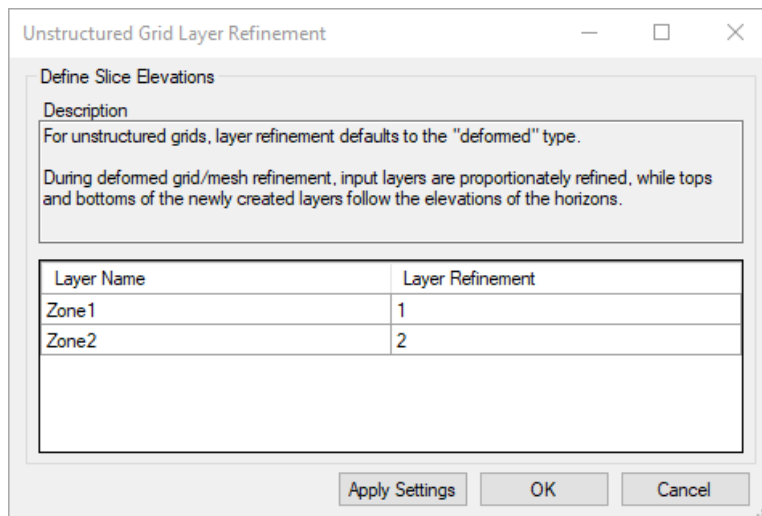 Unstructured Grid Layer Refinement
Define Slice Elevations
Description
For unstructured grids, layer refinement defaults to the "deformed" type.
During deformed grid/mesh refinement, input layers are proportionately refined, while tops
and bottoms of the newly created layers follow the elevations of the horizons.
Layer Name Layer Refinement
Zone1 1
Zone2 2
Apply Settings OK Cancel